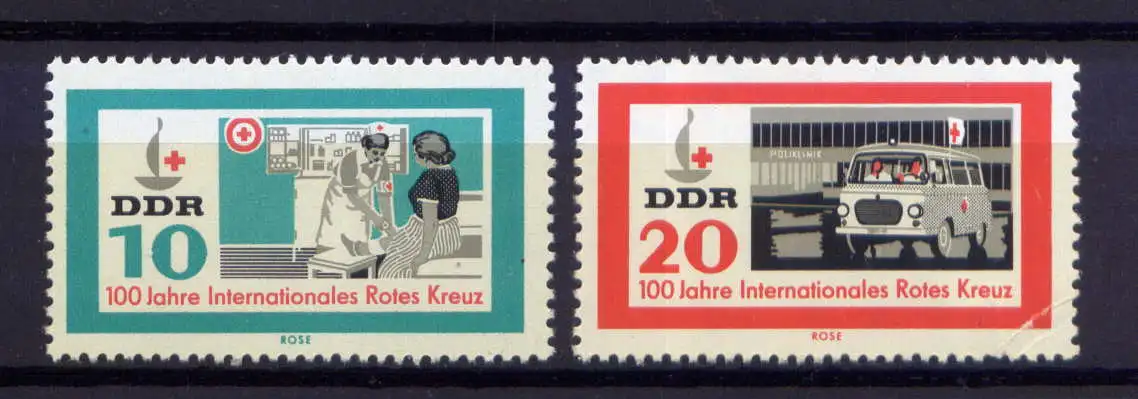 DDR
10
100 Jahre Internationales Rotes Kreuz
ROSE
POLIKLINIK
DDR
20
100 Jahre Internationales Rotes Kreuz
ROSE